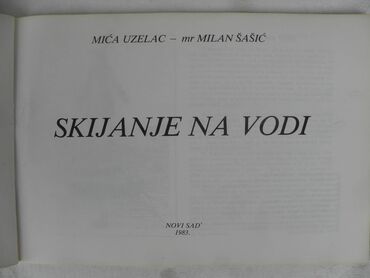 MIĆA UZELAC – mr MILAN ŠAŠIĆ
SKIJANJE NA VODI
NOVI SAD
1983.